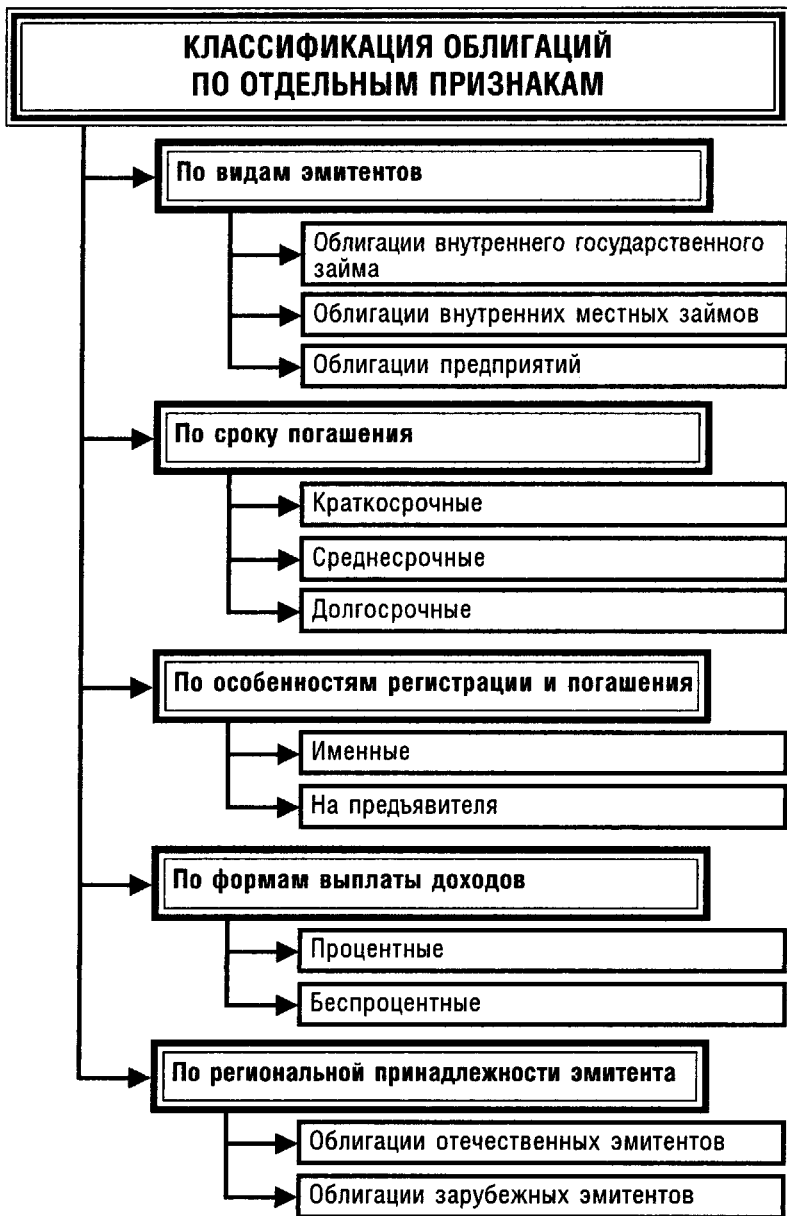 КЛАССИФИКАЦИЯ ОБЛИГАЦИЙ
ПО ОТДЕЛЬНЫМ ПРИЗНАКАМ
По видам эмитентов
Облигации внутреннего государственного
займа
Облигации внутренних местных займов
Облигации предприятий
По сроку погашения
Краткосрочные
Среднесрочные
Долгосрочные
По особенностям регистрации и погашения
Именные
На предъявителя
По формам выплаты доходов
Процентные
Беспроцентные
По региональной принадлежности эмитента
Облигации отечественных эмитентов
Облигации зарубежных эмитентов